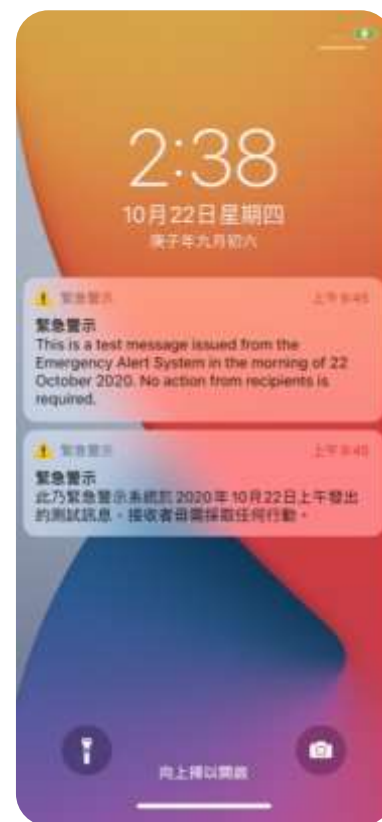 2:38
10月22日星期四
庚子年九月初六
緊急警示 上午9:45
緊急警示
This is a test message issued from the
Emergency Alert System in the morning of 22
October 2020. No action from recipients is
required.
緊急警示 上午9:45
緊急警示
此乃緊急警示系統於2020年10月22日上午發出
的測試訊息。接收者毋需採取任何行動。
向上掃以開啟